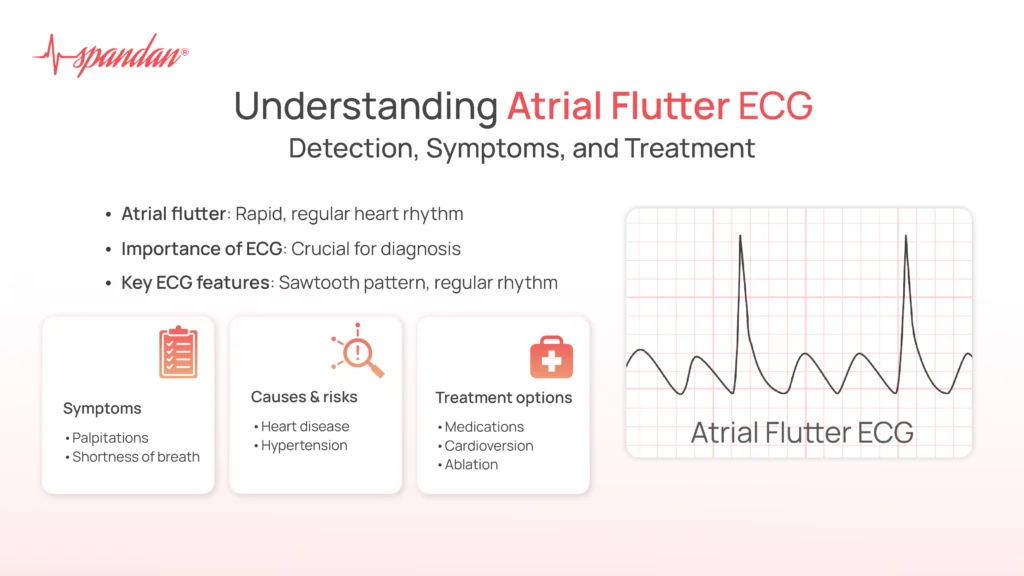 spandan®
Understanding Atrial Flutter ECG
Detection, Symptoms, and Treatment
• Atrial flutter: Rapid, regular heart rhythm
• Importance of ECG: Crucial for diagnosis
• Key ECG features: Sawtooth pattern, regular rhythm
Symptoms
• Palpitations
• Shortness of breath
Causes & risks
• Heart disease
• Hypertension
Treatment options
• Medications
• Cardioversion
• Ablation
Atrial Flutter ECG